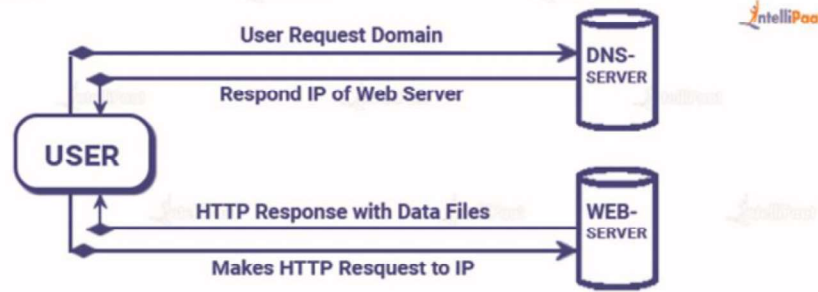 IntelliPaat
User Request Domain
DNS-
SERVER
Respond IP of Web Server
USER
HTTP Response with Data Files
WEB-
SERVER
Makes HTTP Resquest to IP